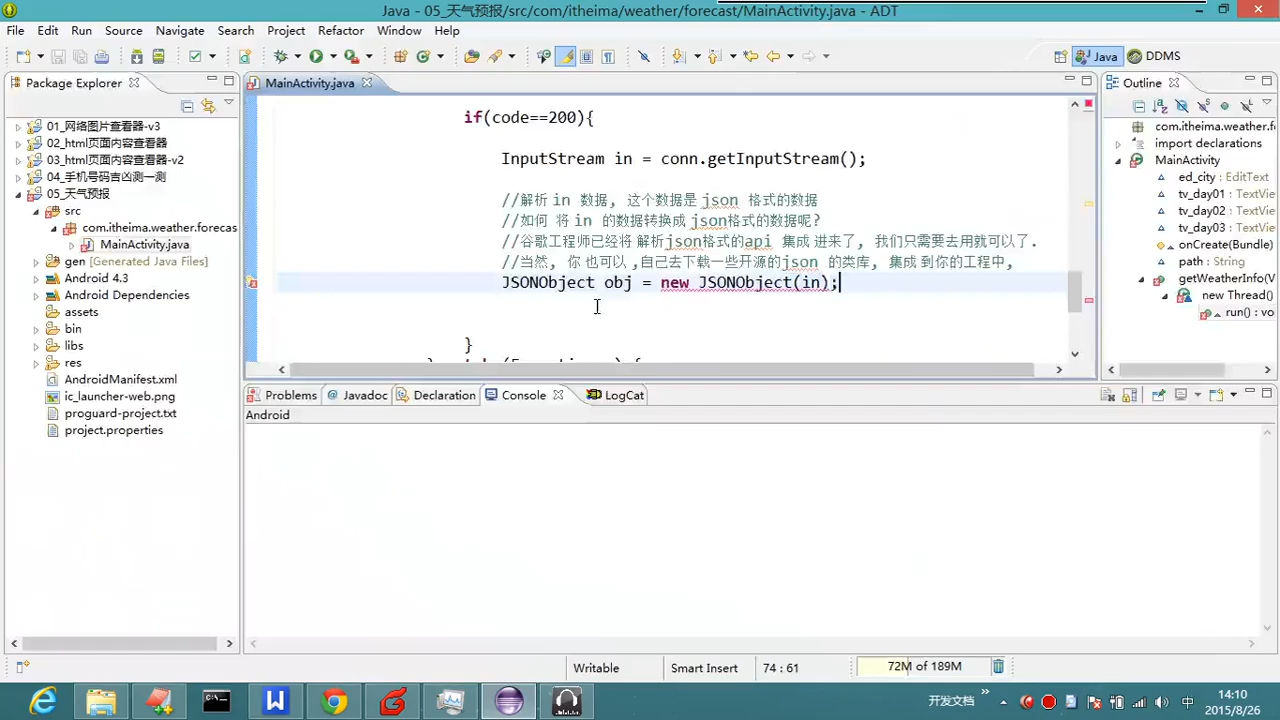 Java - 05_天气预报/src/com/itheima/weather/forecast/MainActivity.java - ADT
File Edit Run Source Navigate Search Project Refactor Window Help
Java DDMS
Package Explorer
01_网络图片查看器-v3
02_html页面内容查看器
03_html页面内容查看器-v2
04_手机号码吉凶测一测
05_天气预报
src
com.itheima.weather.forecas
MainActivity.java
gen [Generated Java Files]
Android 4.3
Android Dependencies
assets
bin
libs
res
AndroidManifest.xml
ic_launcher-web.png
proguard-project.txt
project.properties
MainActivity.java
if(code==200){
InputStream in = conn.getInputStream();
//解析 in 数据, 这个数据是 json 格式的数据
//如何 将 in 的数据转换成 json格式的数据呢?
//谷歌工程师已经将 解析json格式的api 集成 进来了, 我们只需要去用就可以了.
//当然, 你 也可以 ,自己去下载一些开源的json 的类库, 集成 到你的工程中,
JSONObject obj = new JSONObject(in);
}
Outline
com.itheima.weather.f
import declarations
MainActivity
ed_city : EditText
tv_day01 : TextVie
tv_day02 : TextVie
tv_day03 : TextVie
onCreate(Bundle)
path : String
getWeatherInfo(V
new Thread()
run() : vo
Problems Javadoc Declaration Console LogCat
Android
Writable Smart Insert 74 : 61 72M of 189M
开发文档 中 14:10
2015/8/26